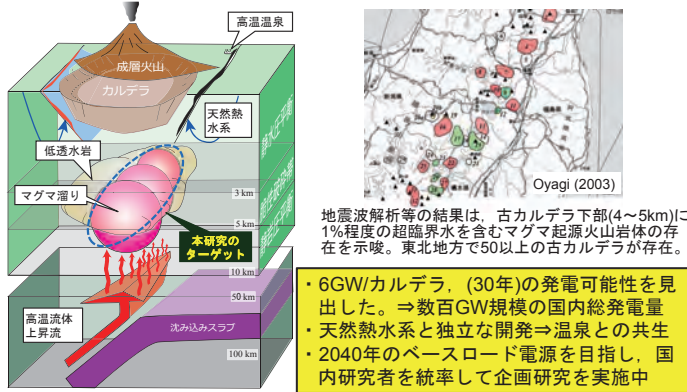 高温温泉
成層火山
カルデラ
天然熱
水系
低透水岩
マグマ溜り
3 km
5 km
本研究の
ターゲット
10 km
50 km
高温流体
上昇流
沈み込みスラブ
100 km
Oyagi (2003)
地震波解析等の結果は，古カルデラ下部(4～5km)に
1%程度の超臨界水を含むマグマ起源火山岩体の存
在を示唆。東北地方で50以上の古カルデラが存在。
・6GW/カルデラ，(30年)の発電可能性を見
出した。⇒数百GW規模の国内総発電量
・天然熱水系と独立な開発⇒温泉との共生
・2040年のベースロード電源を目指し，国
内研究者を統率して企画研究を実施中